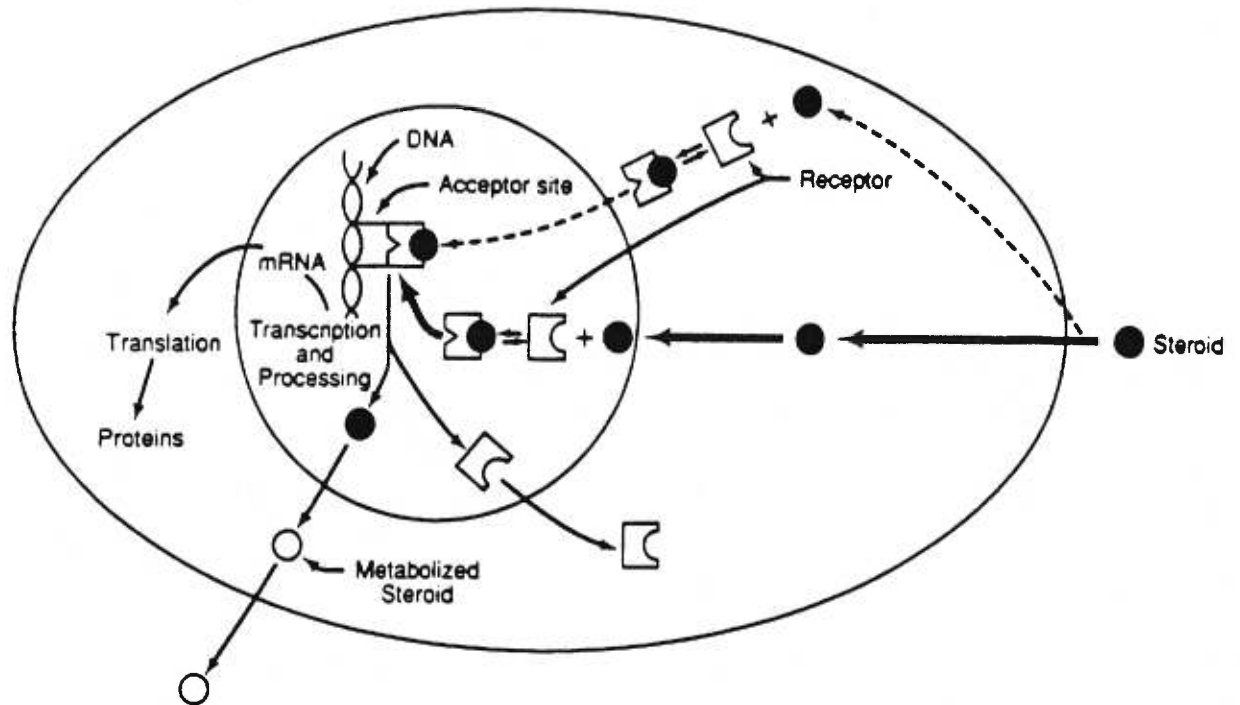 DNA
Acceptor site
+
Receptor
mRNA
Transcription
and
Processing
+
Steroid
Translation
Proteins
Metabolized
Steroid